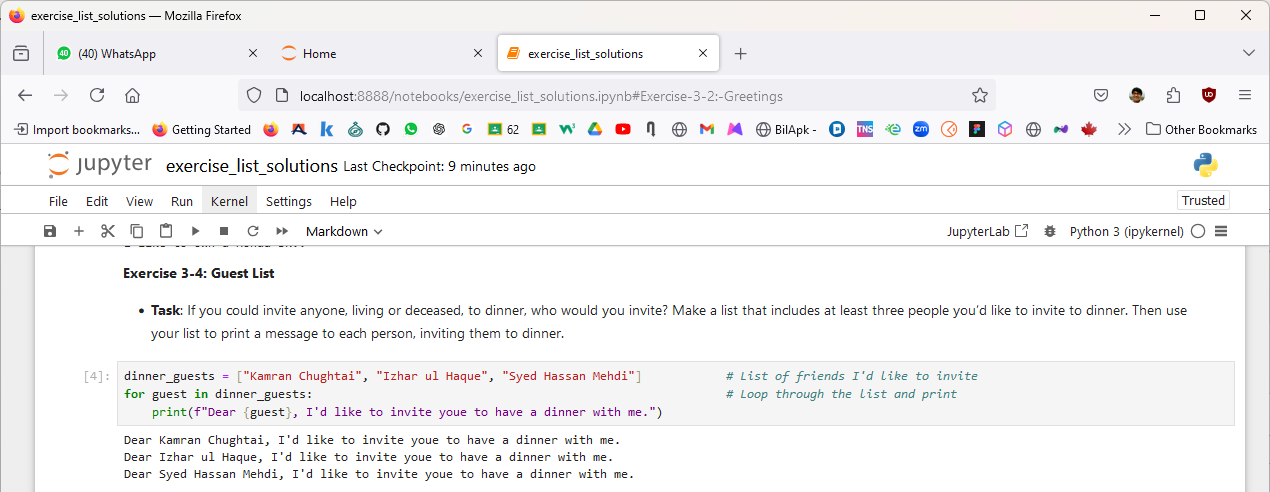 exercise_list_solutions — Mozilla Firefox
40 (40) WhatsApp Home exercise_list_solutions
localhost:8888/notebooks/exercise_list_solutions.ipynb#Exercise-3-2:-Greetings
Import bookmarks... Getting Started 62 BilApk - TNS zm Other Bookmarks
jupyter exercise_list_solutions Last Checkpoint: 9 minutes ago
File Edit View Run Kernel Settings Help Trusted
Markdown JupyterLab Python 3 (ipykernel)
Exercise 3-4: Guest List
• Task: If you could invite anyone, living or deceased, to dinner, who would you invite? Make a list that includes at least three people you’d like to invite to dinner. Then use
your list to print a message to each person, inviting them to dinner.
[4]: dinner_guests = ["Kamran Chughtai", "Izhar ul Haque", "Syed Hassan Mehdi"] # List of friends I'd like to invite
for guest in dinner_guests: # Loop through the list and print
print(f"Dear {guest}, I'd like to invite youe to have a dinner with me.")
Dear Kamran Chughtai, I'd like to invite youe to have a dinner with me.
Dear Izhar ul Haque, I'd like to invite youe to have a dinner with me.
Dear Syed Hassan Mehdi, I'd like to invite youe to have a dinner with me.